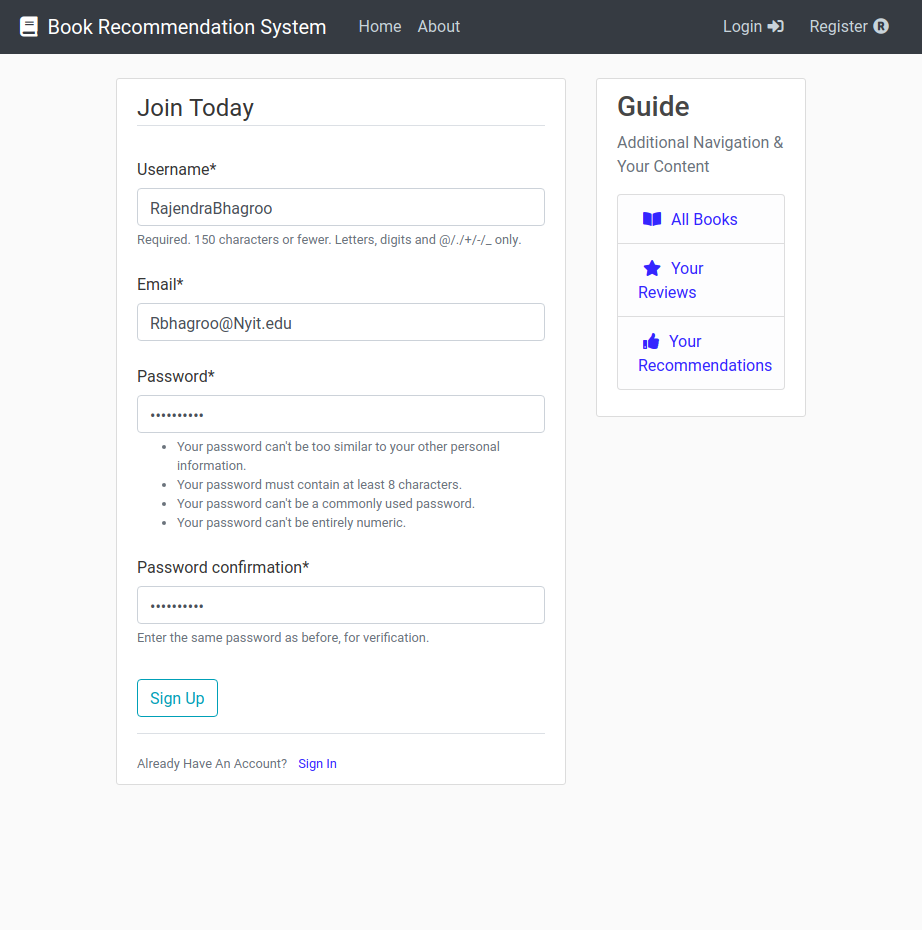 Book Recommendation System Home About Login Register R
Join Today
Username*
RajendraBhagroo
Required. 150 characters or fewer. Letters, digits and @/./+/-/_ only.
Email*
Rbhagroo@Nyit.edu
Password*
••••••••••
Your password can't be too similar to your other personal
information.
Your password must contain at least 8 characters.
Your password can't be a commonly used password.
Your password can't be entirely numeric.
Password confirmation*
••••••••••
Enter the same password as before, for verification.
Sign Up
Already Have An Account? Sign In
Guide
Additional Navigation &
Your Content
All Books
Your
Reviews
Your
Recommendations